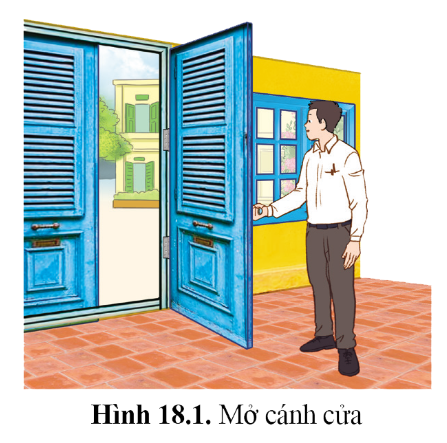 Hình 18.1. Mở cánh cửa